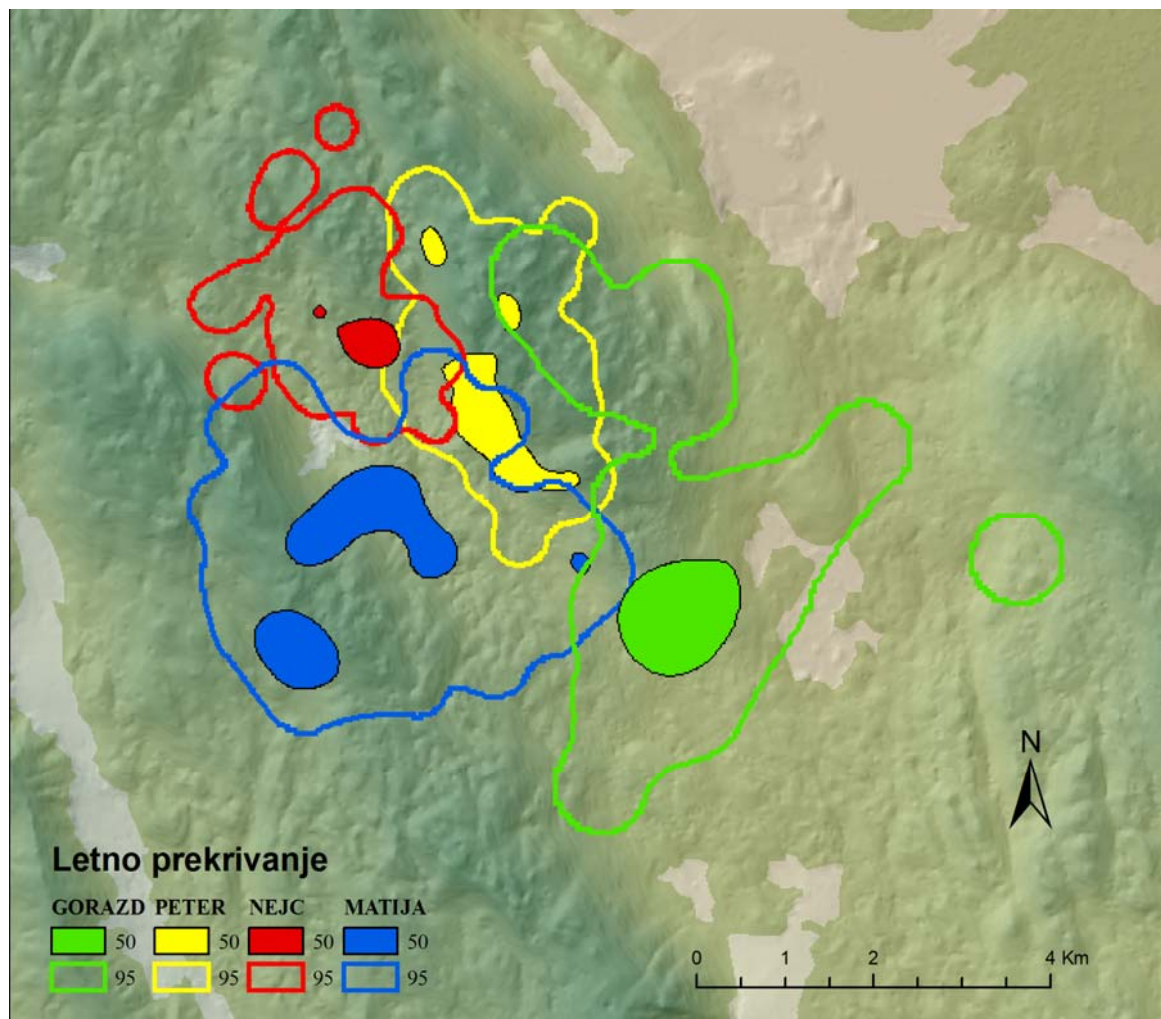 N
Letno prekrivanje
GORAZD PETER NEJC MATIJA
50 50 50 50
95 95 95 95
0 1 2 4 Km